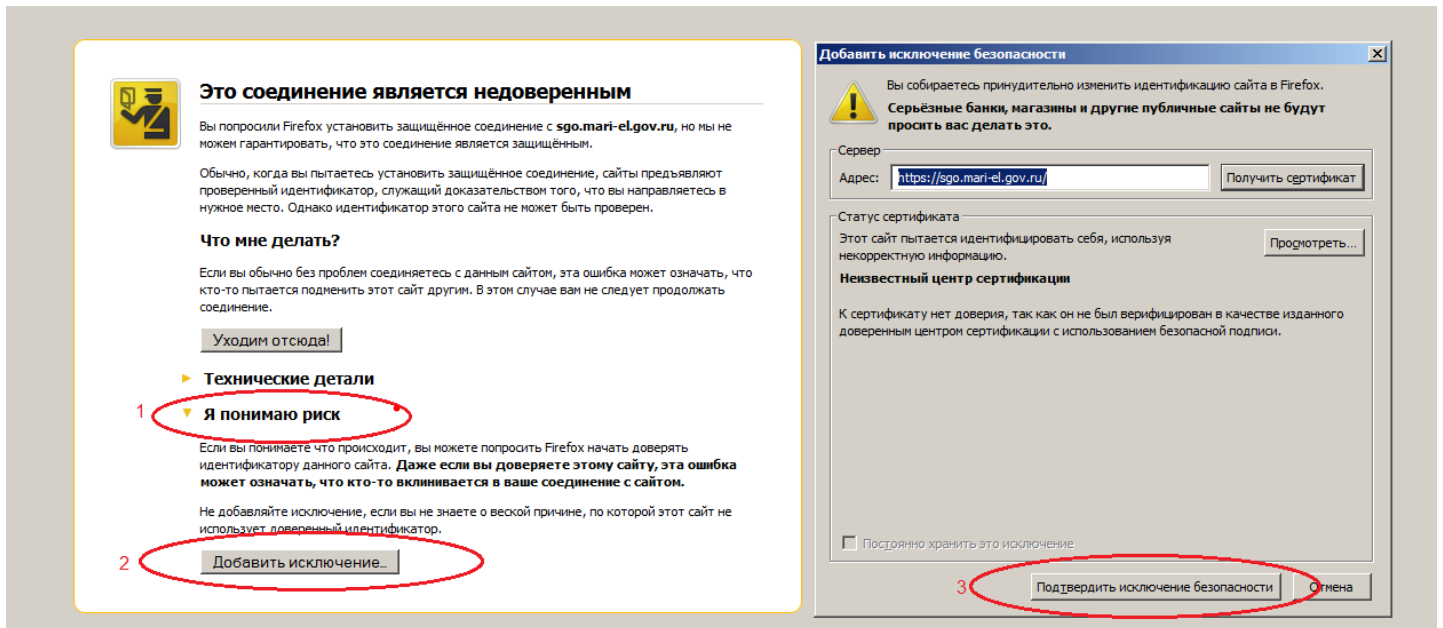 Это соединение является недоверенным
Вы попросили Firefox установить защищённое соединение с sgo.mari-el.gov.ru, но мы не
можем гарантировать, что это соединение является защищённым.
Обычно, когда вы пытаетесь установить защищённое соединение, сайты предъявляют
проверенный идентификатор, служащий доказательством того, что вы направляетесь в
нужное место. Однако идентификатор этого сайта не может быть проверен.
Что мне делать?
Если вы обычно без проблем соединяетесь с данным сайтом, эта ошибка может означать, что
кто-то пытается подменить этот сайт другим. В этом случае вам не следует продолжать
соединение.
Уходим отсюда!
Технические детали
1
Я понимаю риск
Если вы понимаете что происходит, вы можете попросить Firefox начать доверять
идентификатору данного сайта. Даже если вы доверяете этому сайту, эта ошибка
может означать, что кто-то вклинивается в ваше соединение с сайтом.
Не добавляйте исключение, если вы не знаете о веской причине, по которой этот сайт не
использует доверенный идентификатор.
2
Добавить исключение...
Добавить исключение безопасности
Вы собираетесь принудительно изменить идентификацию сайта в Firefox.
Серьёзные банки, магазины и другие публичные сайты не будут
просить вас делать это.
Сервер
Адрес: https://sgo.mari-el.gov.ru/ Получить сертификат
Статус сертификата
Этот сайт пытается идентифицировать себя, используя
некорректную информацию.
Просмотреть...
Неизвестный центр сертификации
К сертификату нет доверия, так как он не был верифицирован в качестве изданного
доверенным центром сертификации с использованием безопасной подписи.
Постоянно хранить это исключение
3
Подтвердить исключение безопасности Отмена